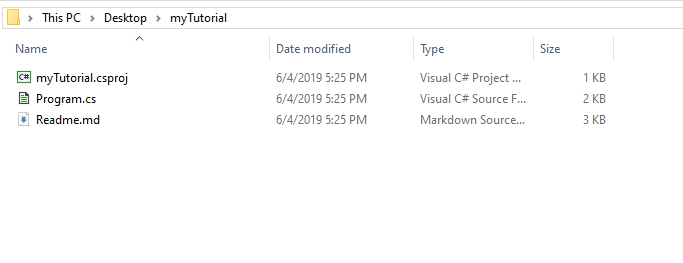 This PC > Desktop > myTutorial
Name Date modified Type Size
C# myTutorial.csproj 6/4/2019 5:25 PM Visual C# Project ... 1 KB
Program.cs 6/4/2019 5:25 PM Visual C# Source F... 2 KB
Readme.md 6/4/2019 5:25 PM Markdown Source... 3 KB